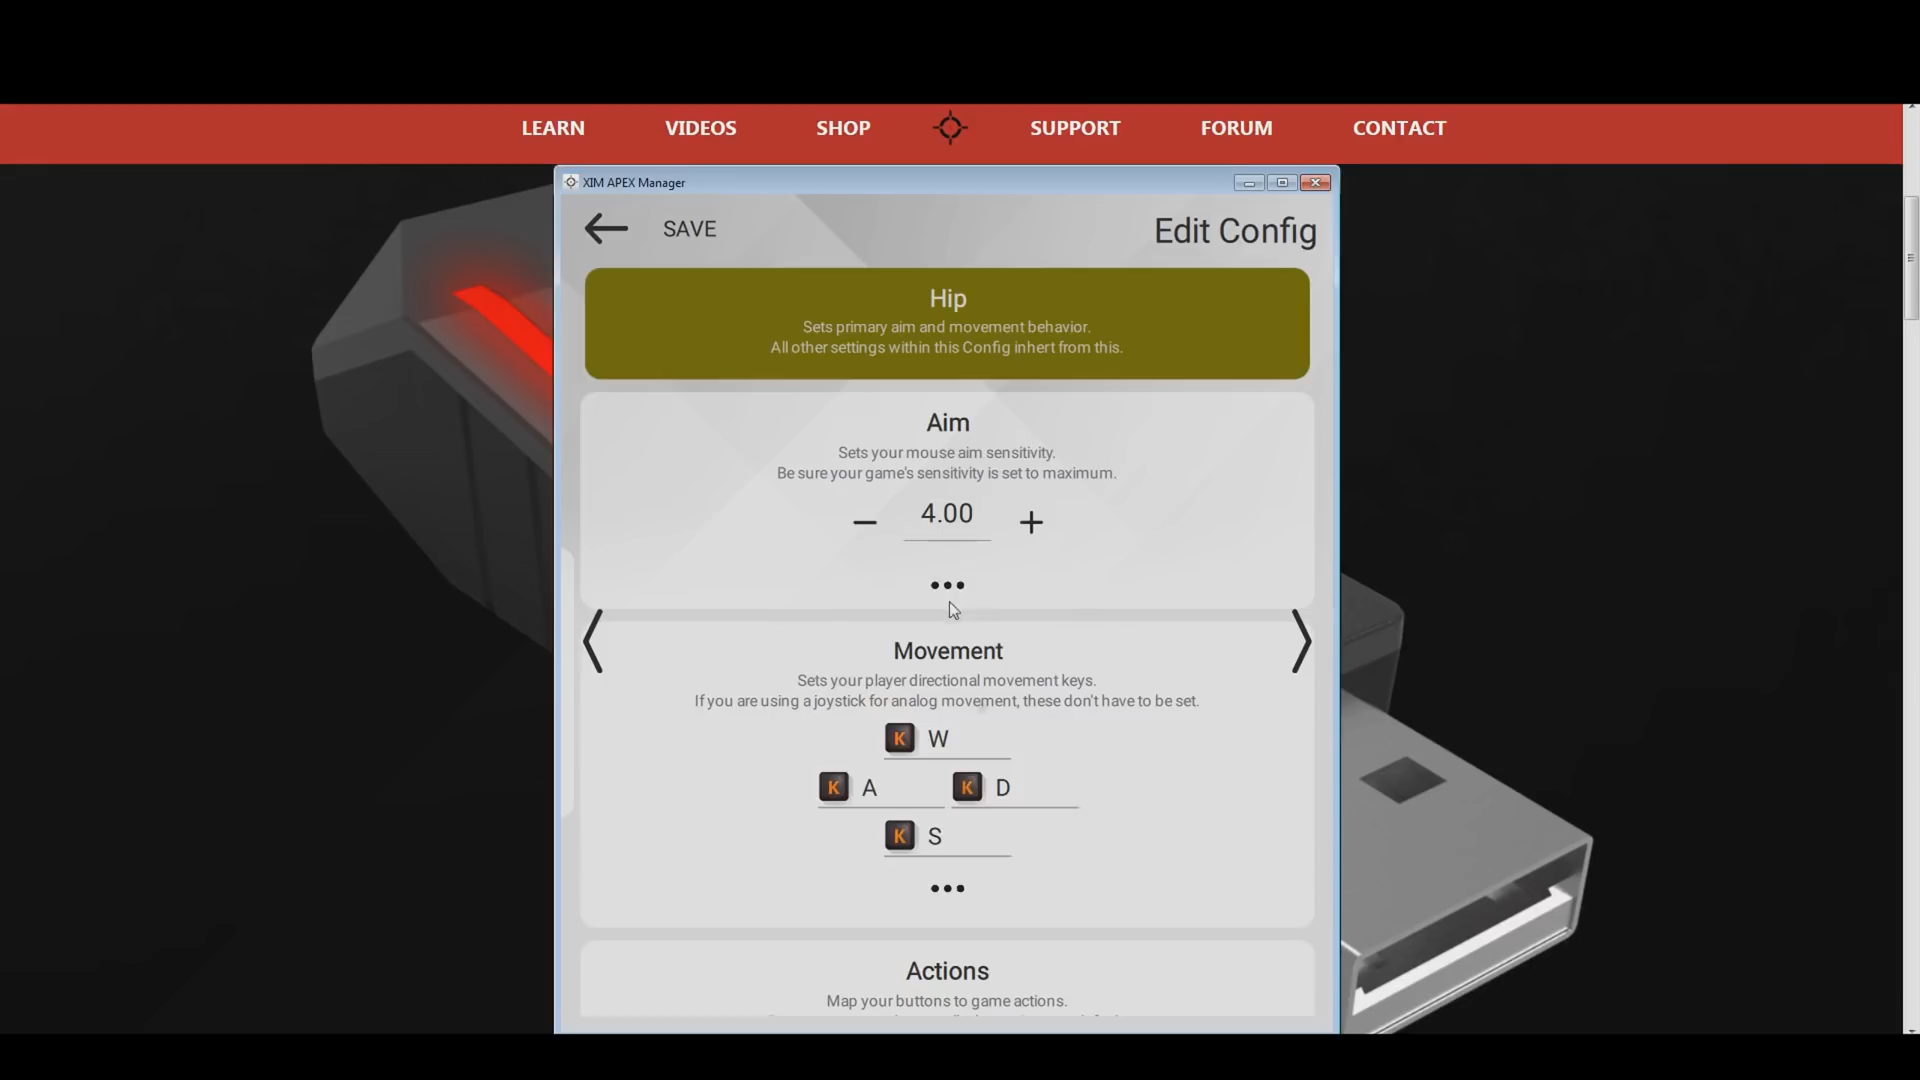 LEARN VIDEOS SHOP SUPPORT FORUM CONTACT
XIM APEX Manager
SAVE
Edit Config
Hip
Sets primary aim and movement behavior.
All other settings within this Config inhert from this.
Aim
Sets your mouse aim sensitivity.
Be sure your game's sensitivity is set to maximum.
− 4.00 +
•••
Movement
Sets your player directional movement keys.
If you are using a joystick for analog movement, these don't have to be set.
K W
K A K D
K S
•••
Actions
Map your buttons to game actions.